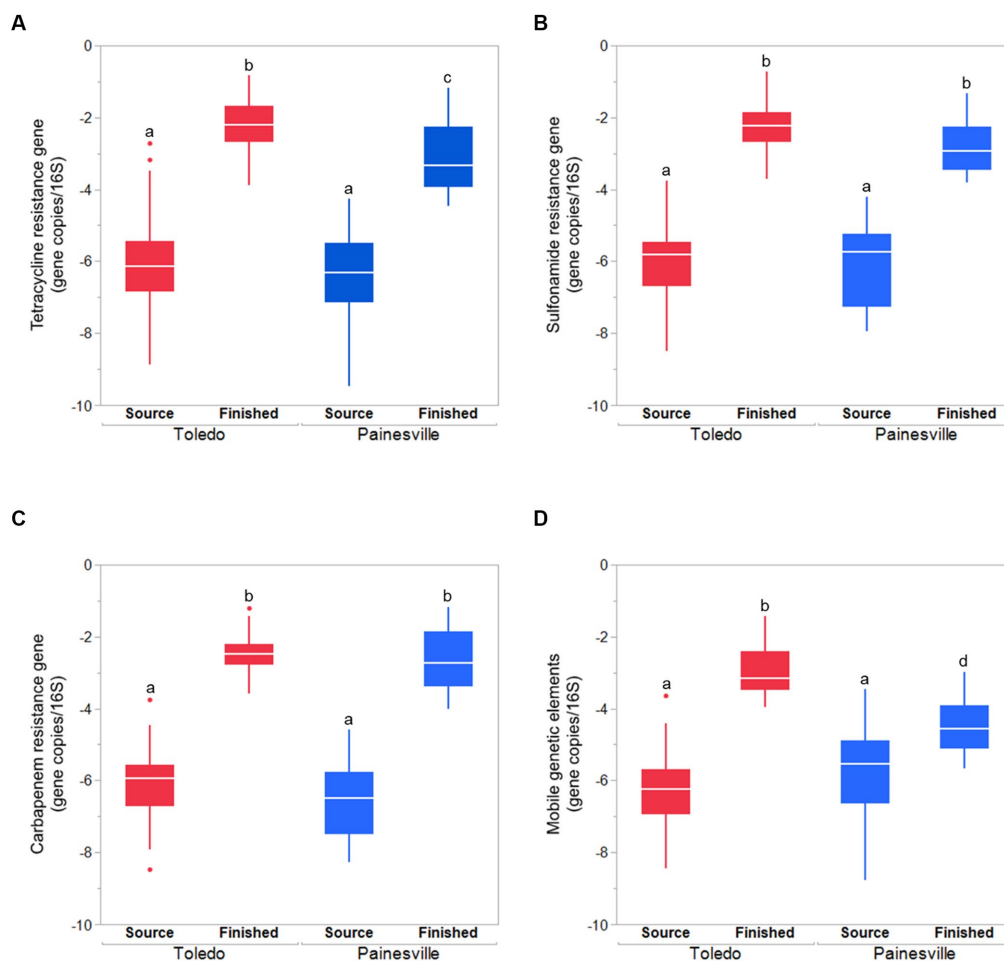 A
Tetracycline resistance gene
(gene copies/16S)
0
-2
-4
-6
-8
-10
a
b
a
c
Source
Finished
Source
Finished
Toledo
Painesville
B
Sulfonamide resistance gene
(gene copies/16S)
0
-2
-4
-6
-8
-10
a
b
a
b
Source
Finished
Source
Finished
Toledo
Painesville
C
Carbapenem resistance gene
(gene copies/16S)
0
-2
-4
-6
-8
-10
a
b
a
b
Source
Finished
Source
Finished
Toledo
Painesville
D
Mobile genetic elements
(gene copies/16S)
0
-2
-4
-6
-8
-10
a
b
a
d
Source
Finished
Source
Finished
Toledo
Painesville